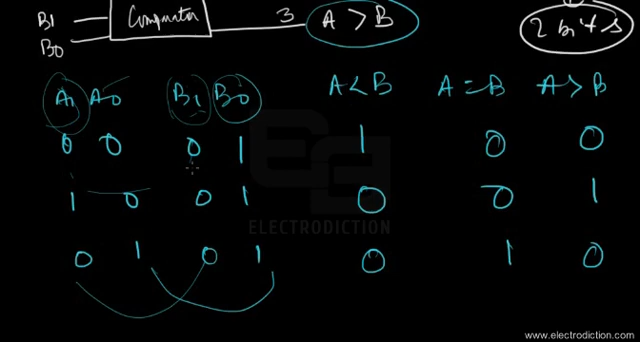 B1 Comparator 3 A > B 2 bits
B0
A1 A0 B1 B0 A < B A = B A > B
0 0 0 1 1 0 0
1 0 0 1 0 0 1
0 1 0 1 0 1 0
ELECTRODICTION
www.electrodiction.com